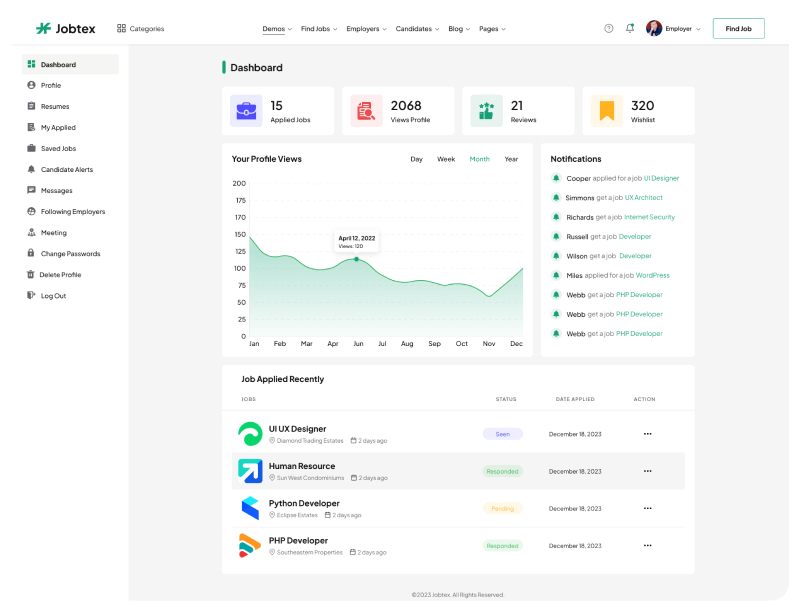 Jobtex
Categories
Demos
Find Jobs
Employers
Candidates
Blog
Pages
Employer
Find Job
Dashboard
Profile
Resumes
My Applied
Saved Jobs
Candidate Alerts
Messages
Following Employers
Meeting
Change Passwords
Delete Profile
Log Out
Dashboard
15
Applied Jobs
2068
Views Profile
21
Reviews
320
Wishlist
Your Profile Views
Day Week Month Year
200
175
170
150
125
100
75
50
25
0
April 12, 2022
Views: 120
Jan Feb Mar Apr Jun Jul Aug Sep Oct Nov Dec
Notifications
Cooper applied for a job UI Designer
Simmons get a job UX Architect
Richards get a job Internet Security
Russell get a job Developer
Wilson get a job Developer
Miles applied for a job WordPress
Webb get a job PHP Developer
Webb get a job PHP Developer
Webb get a job PHP Developer
Job Applied Recently
JOBS STATUS DATE APPLIED ACTION
UI UX Designer
Diamond Trading Estates 2 days ago
Seen
December 18, 2023
Human Resource
Sun West Condominiums 2 days ago
Responded
December 18, 2023
Python Developer
Eclipse Estates 2 days ago
Pending
December 18, 2023
PHP Developer
Southeastern Properties 2 days ago
Responded
December 18, 2023
©2023 Jobtex. All Rights Reserved.